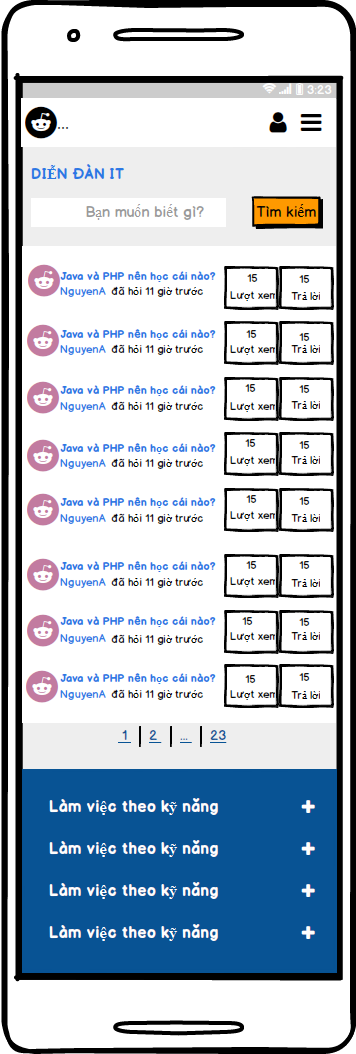 3:23
...
DIỄN ĐÀN IT
Bạn muốn biết gì?
Tìm kiếm
Java và PHP nên học cái nào?
NguyenA đã hỏi 11 giờ trước
15
Lượt xem
15
Trả lời
Java và PHP nên học cái nào?
NguyenA đã hỏi 11 giờ trước
15
Lượt xem
15
Trả lời
Java và PHP nên học cái nào?
NguyenA đã hỏi 11 giờ trước
15
Lượt xem
15
Trả lời
Java và PHP nên học cái nào?
NguyenA đã hỏi 11 giờ trước
15
Lượt xem
15
Trả lời
Java và PHP nên học cái nào?
NguyenA đã hỏi 11 giờ trước
15
Lượt xem
15
Trả lời
Java và PHP nên học cái nào?
NguyenA đã hỏi 11 giờ trước
15
Lượt xem
15
Trả lời
Java và PHP nên học cái nào?
NguyenA đã hỏi 11 giờ trước
15
Lượt xem
15
Trả lời
Java và PHP nên học cái nào?
NguyenA đã hỏi 11 giờ trước
15
Lượt xem
15
Trả lời
1 | 2 | ... | 23
Làm việc theo kỹ năng
Làm việc theo kỹ năng
Làm việc theo kỹ năng
Làm việc theo kỹ năng